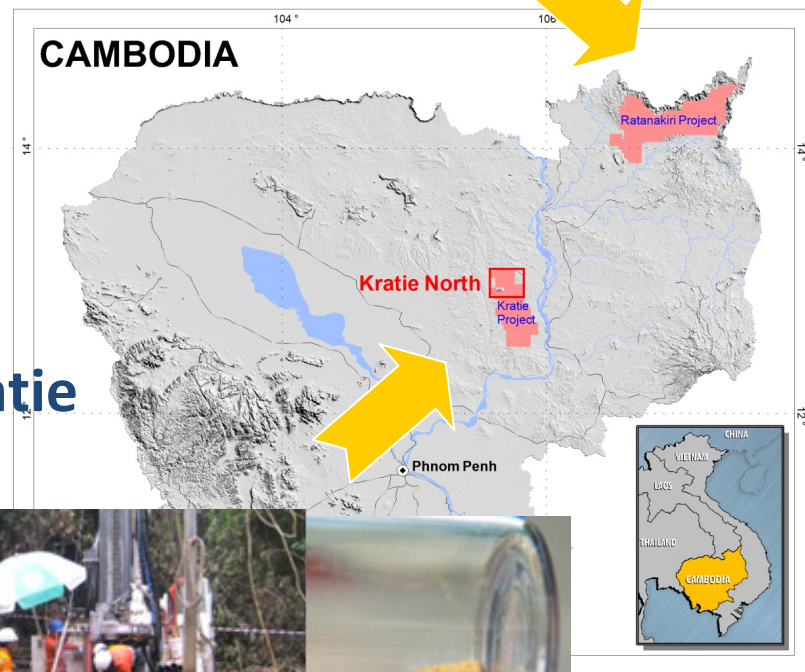 104 °
106
CAMBODIA
Ratanakiri Project
14°
14
Kratie North
Kratie
Project
tie
12°
12°
Phnom Penh
CHINA
VIETNAM
LAOS
THAILAND
CAMBODIA